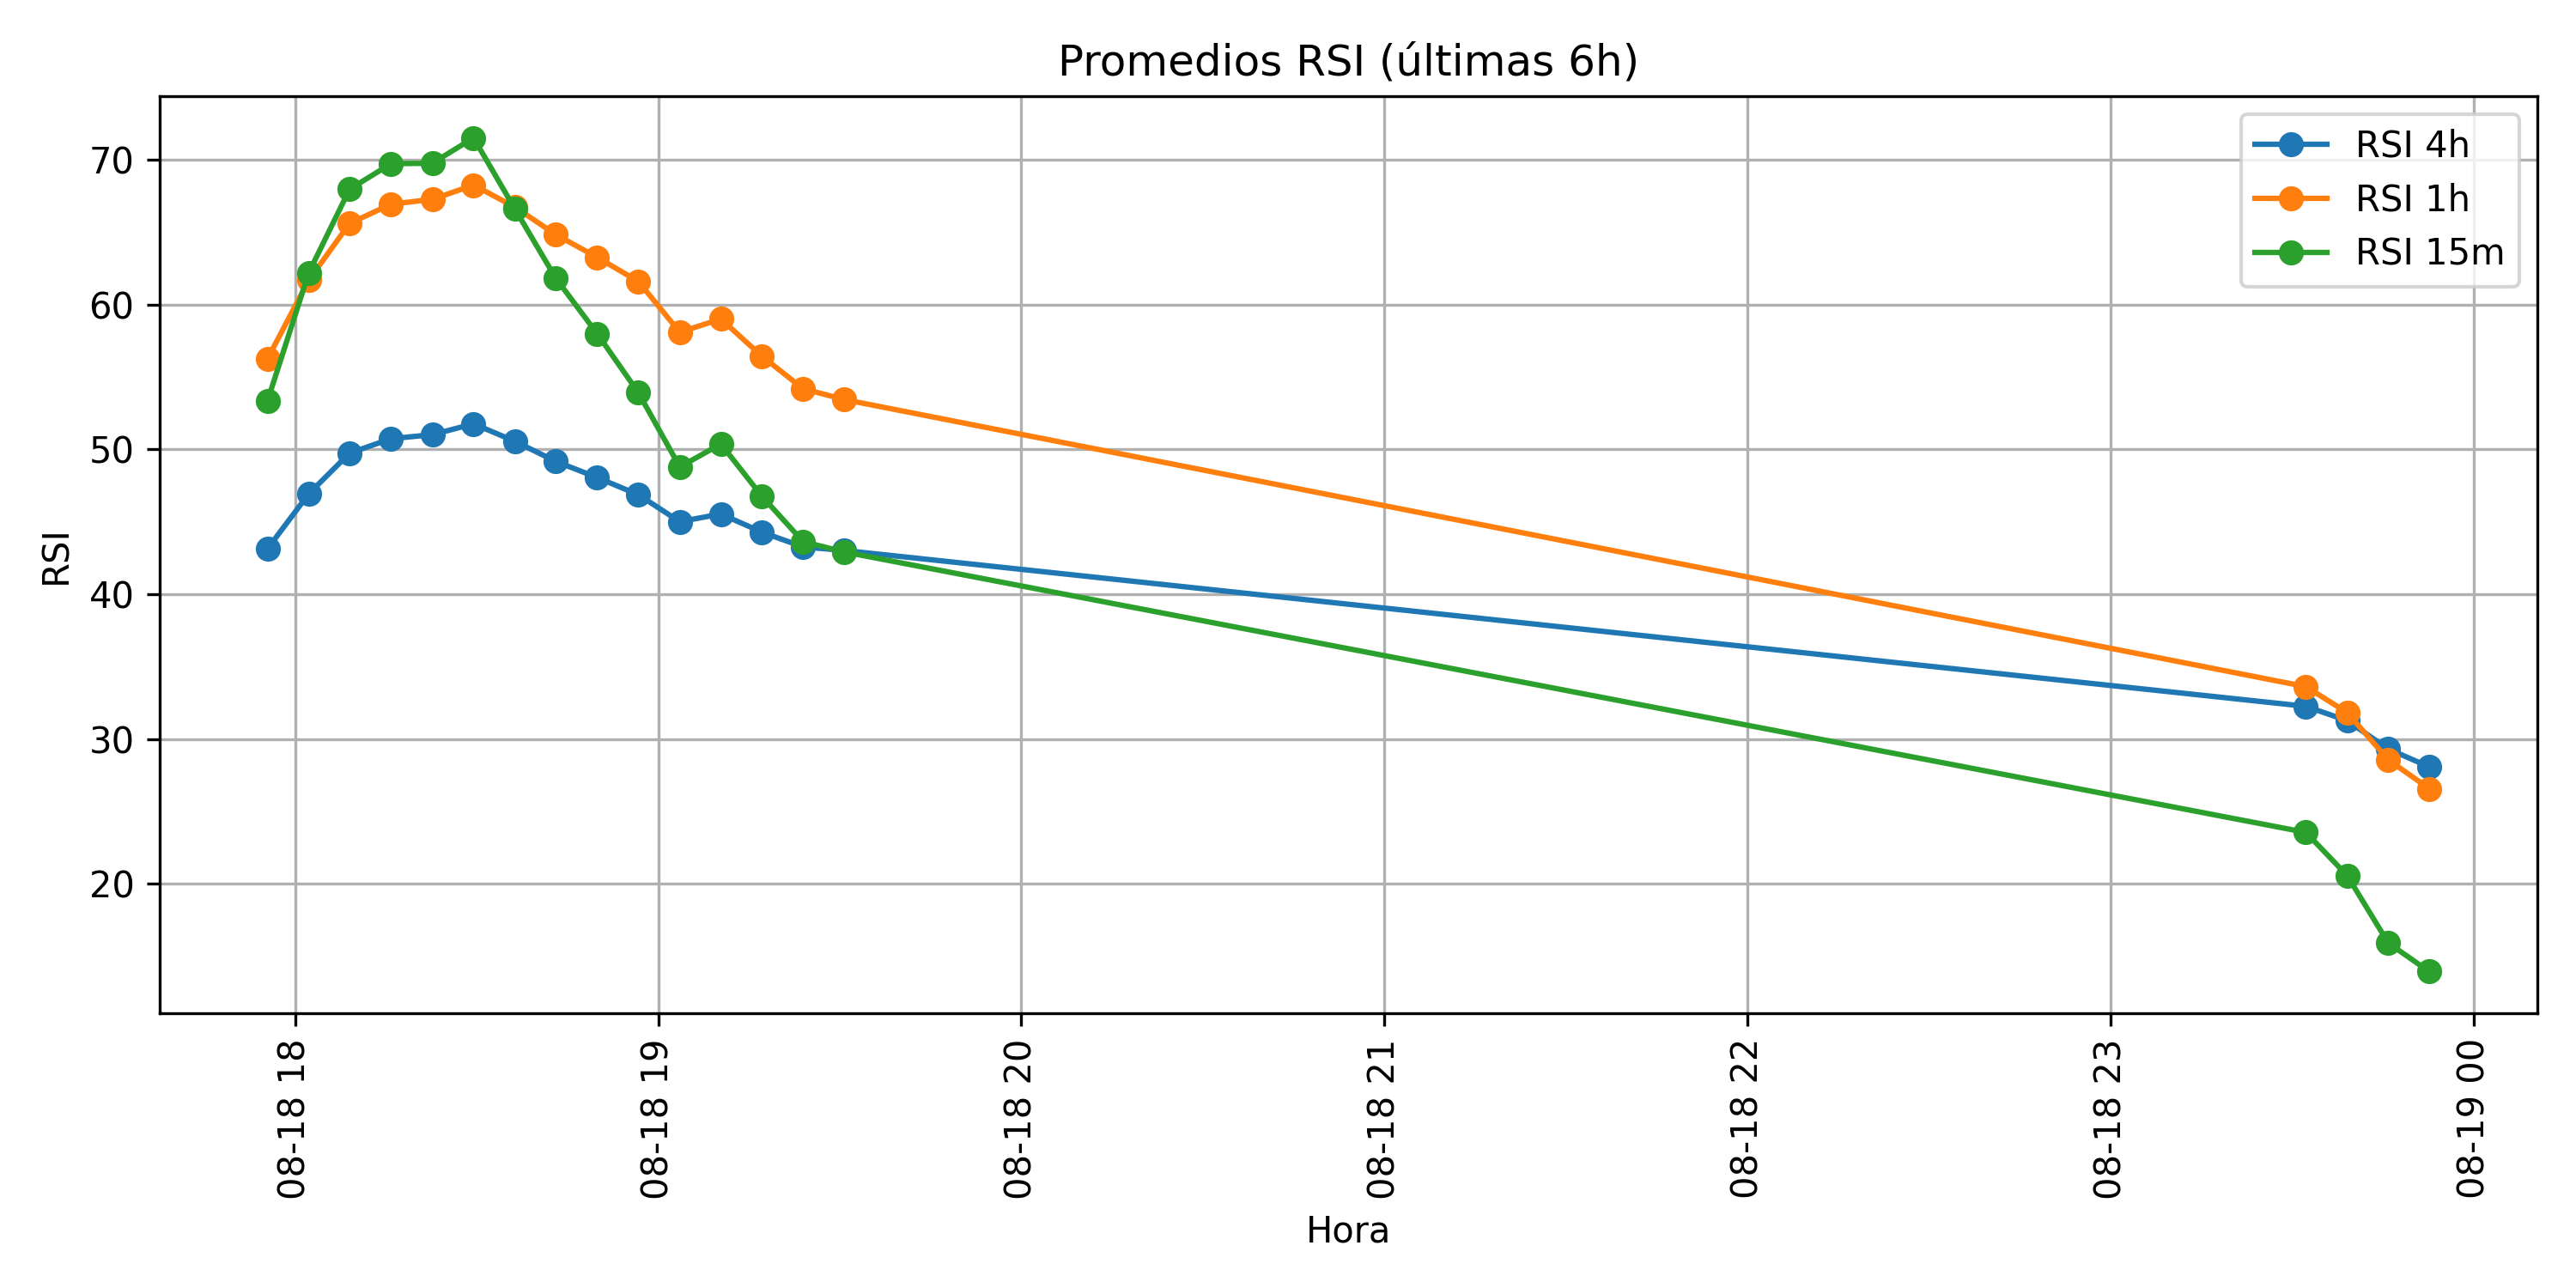 Promedios RSI (últimas 6h)
RSI 4h
RSI 1h
RSI 15m
RSI
70
60
50
40
30
20
08-18 18
08-18 19
08-18 20
08-18 21
08-18 22
08-18 23
08-19 00
Hora